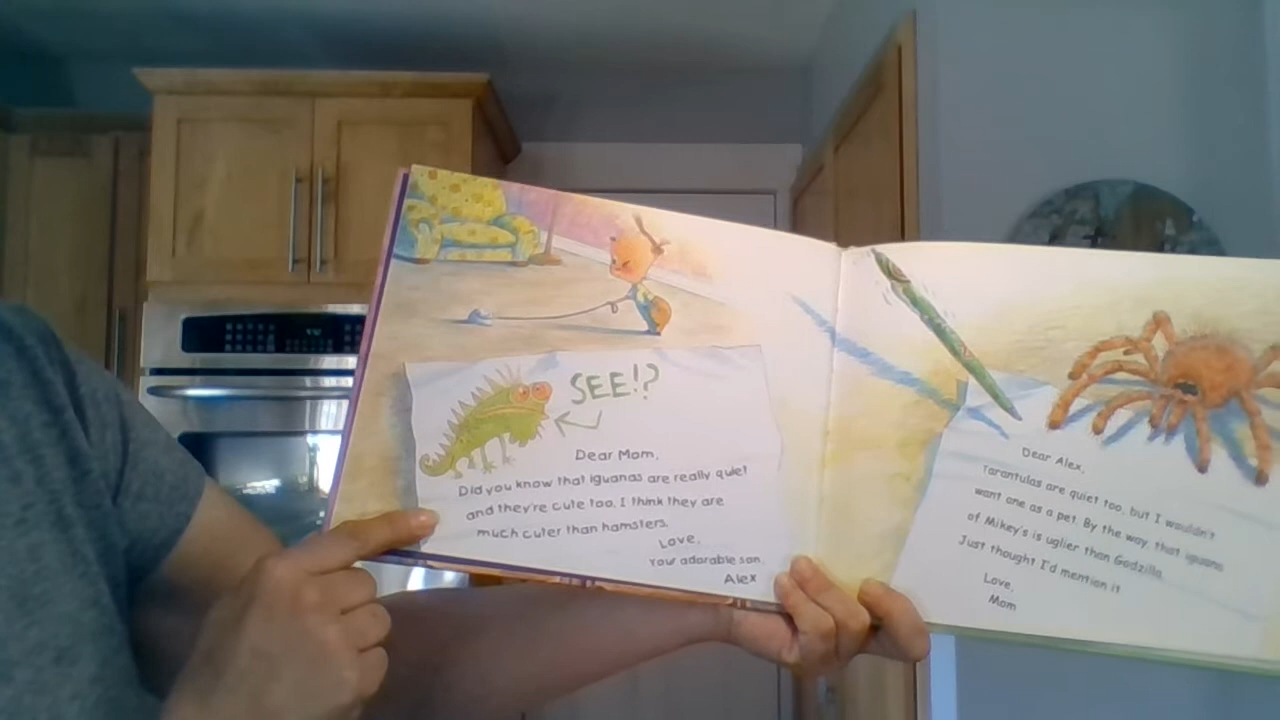 SEE!?
Dear Mom,
Did you know that iguanas are really quiet
and they're cute too. I think they are
much cuter than hamsters.
Love,
Your adorable son,
Alex
Dear Alex,
Tarantulas are quiet too, but I wouldn't
want one as a pet. By the way, that iguana
of Mikey's is uglier than Godzilla.
Just thought I'd mention it.
Love,
Mom